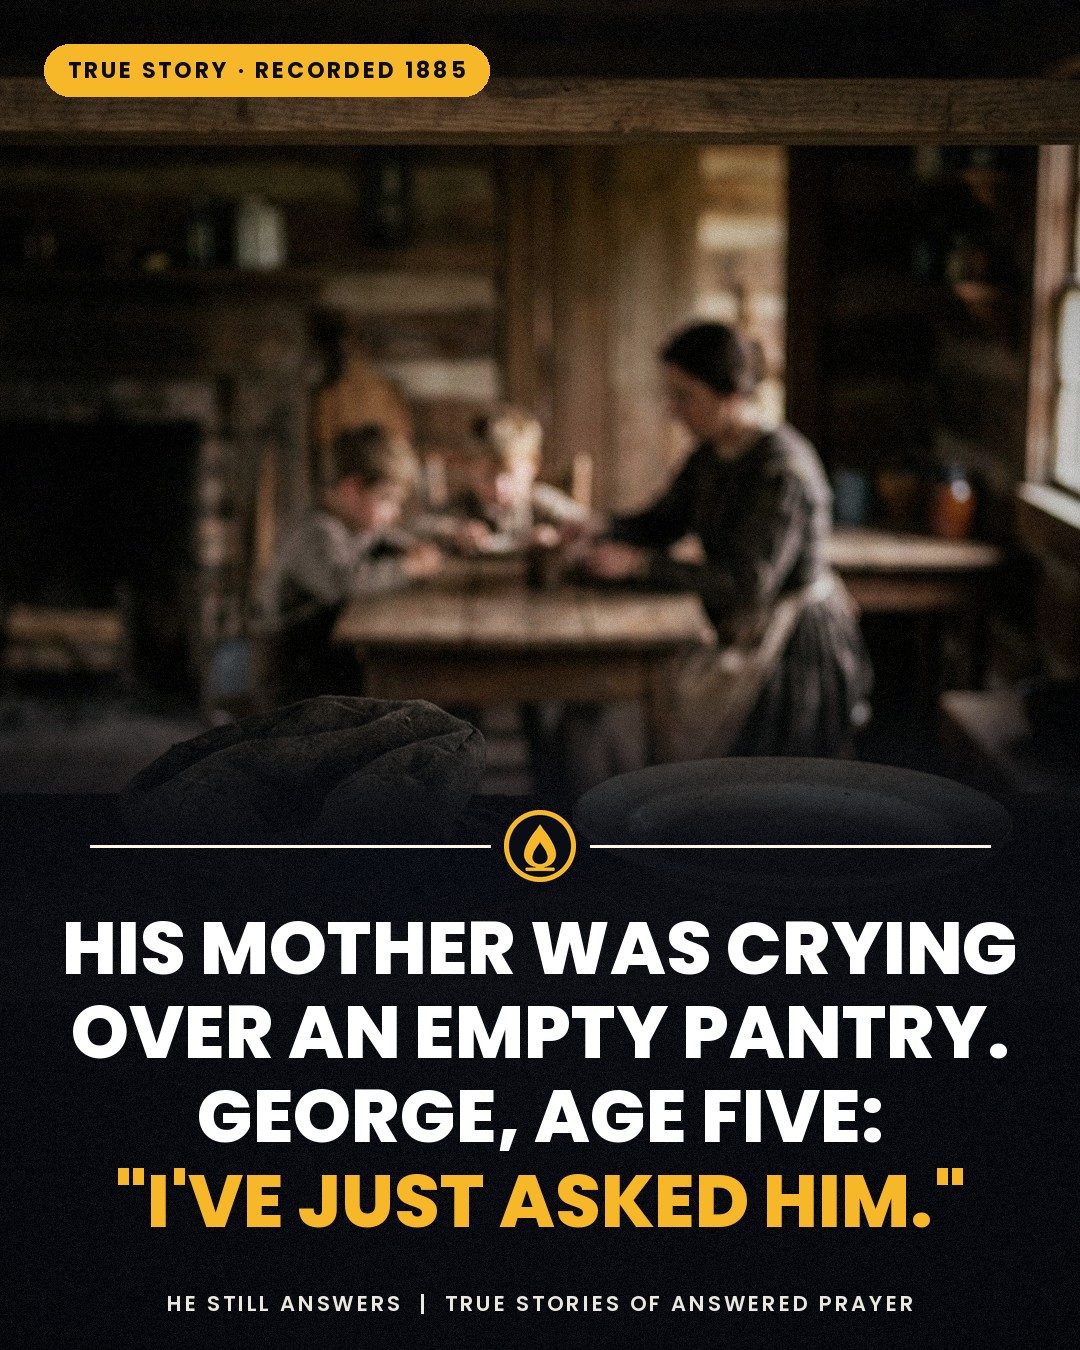 TRUE STORY · RECORDED 1885
HIS MOTHER WAS CRYING
OVER AN EMPTY PANTRY.
GEORGE, AGE FIVE:
"I'VE JUST ASKED HIM."
HE STILL ANSWERS | TRUE STORIES OF ANSWERED PRAYER